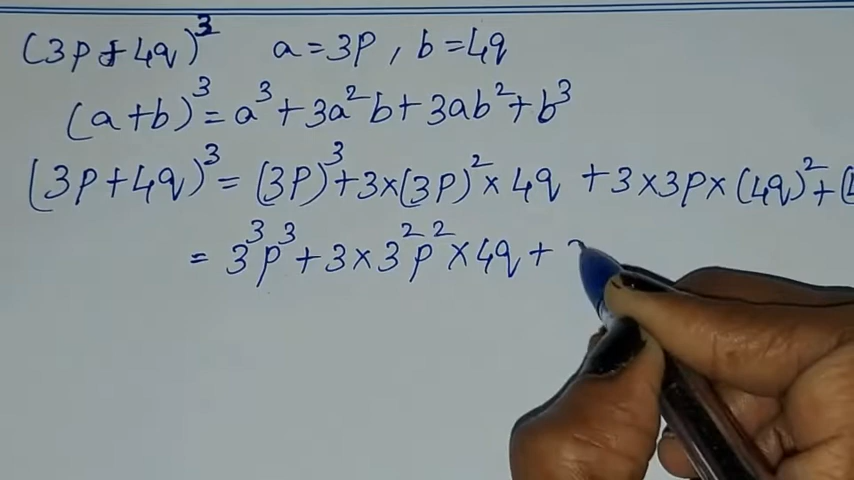 (3p+4q)³ a=3p, b=4q
(a+b)³ = a³+3a²b+3ab²+b³
(3p+4q)³ = (3p)³+3×(3p)²×4q +3×3p×(4q)²+(
= 3³p³+3×3²p²×4q+